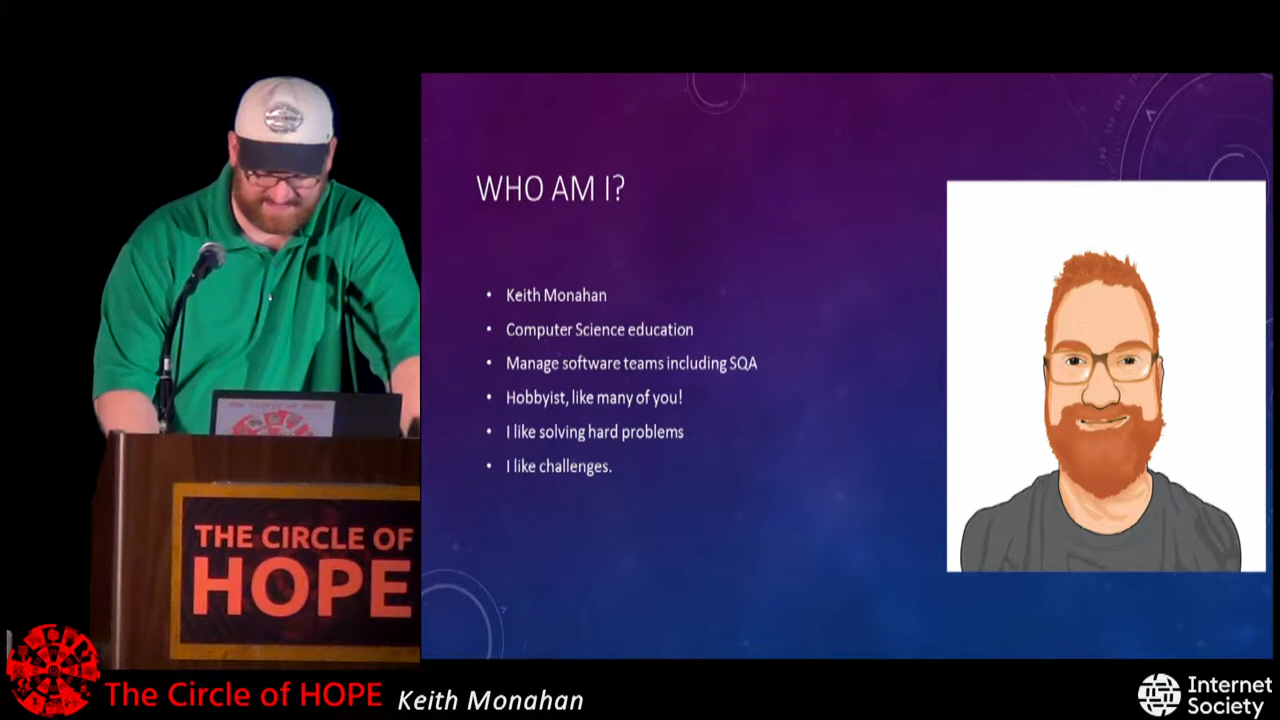 WHO AM I?
• Keith Monahan
• Computer Science education
• Manage software teams including SQA
• Hobbyist, like many of you!
• I like solving hard problems
• I like challenges.
THE CIRCLE OF
HOPE
The Circle of HOPE
Keith Monahan
Internet
Society